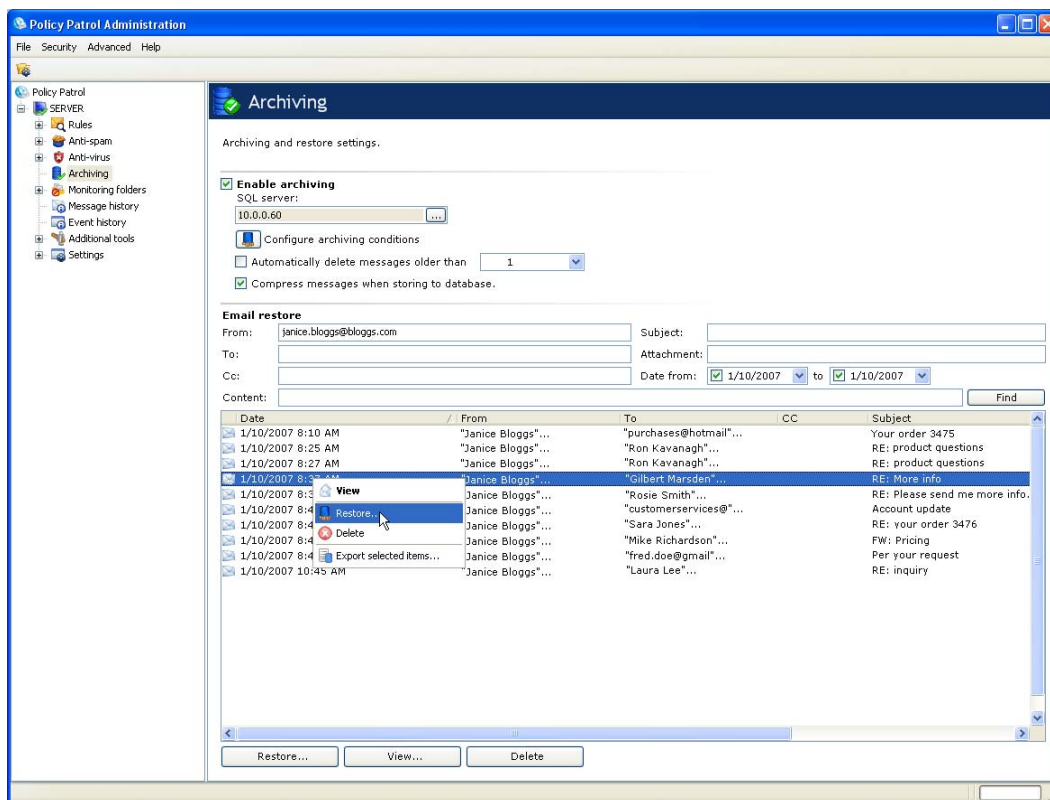 Policy Patrol Administration
File Security Advanced Help
Policy Patrol
SERVER
Rules
Anti-spam
Anti-virus
Archiving
Monitoring folders
Message history
Event history
Additional tools
Settings
Archiving
Archiving and restore settings.
Enable archiving
SQL server:
10.0.0.60 ...
Configure archiving conditions
Automatically delete messages older than 1
Compress messages when storing to database.
Email restore
From: janice.bloggs@bloggs.com Subject:
To: Attachment:
Cc: Date from: 1/10/2007 to 1/10/2007
Content: Find
Date From To CC Subject
1/10/2007 8:10 AM "Janice Bloggs"... "purchases@hotmail"... Your order 3475
1/10/2007 8:25 AM "Janice Bloggs"... "Ron Kavanagh"... RE: product questions
1/10/2007 8:27 AM "Janice Bloggs"... "Ron Kavanagh"... RE: product questions
1/10/2007 "Gilbert Marsden"... RE: More info
1/10/2007 "Janice Bloggs"... "Rosie Smith"... RE: Please send me more info.
1/10/2007 "Janice Bloggs"... "customerservices@"... Account update
1/10/2007 "Janice Bloggs"... "Sara Jones"... RE: your order 3476
1/10/2007 "Janice Bloggs"... "Mike Richardson"... FW: Pricing
1/10/2007 "Janice Bloggs"... "fred.doe@gmail"... Per your request
1/10/2007 10:45 AM "Janice Bloggs"... "Laura Lee"... RE: inquiry
View
Restore...
Delete
Export selected items...
Restore... View... Delete